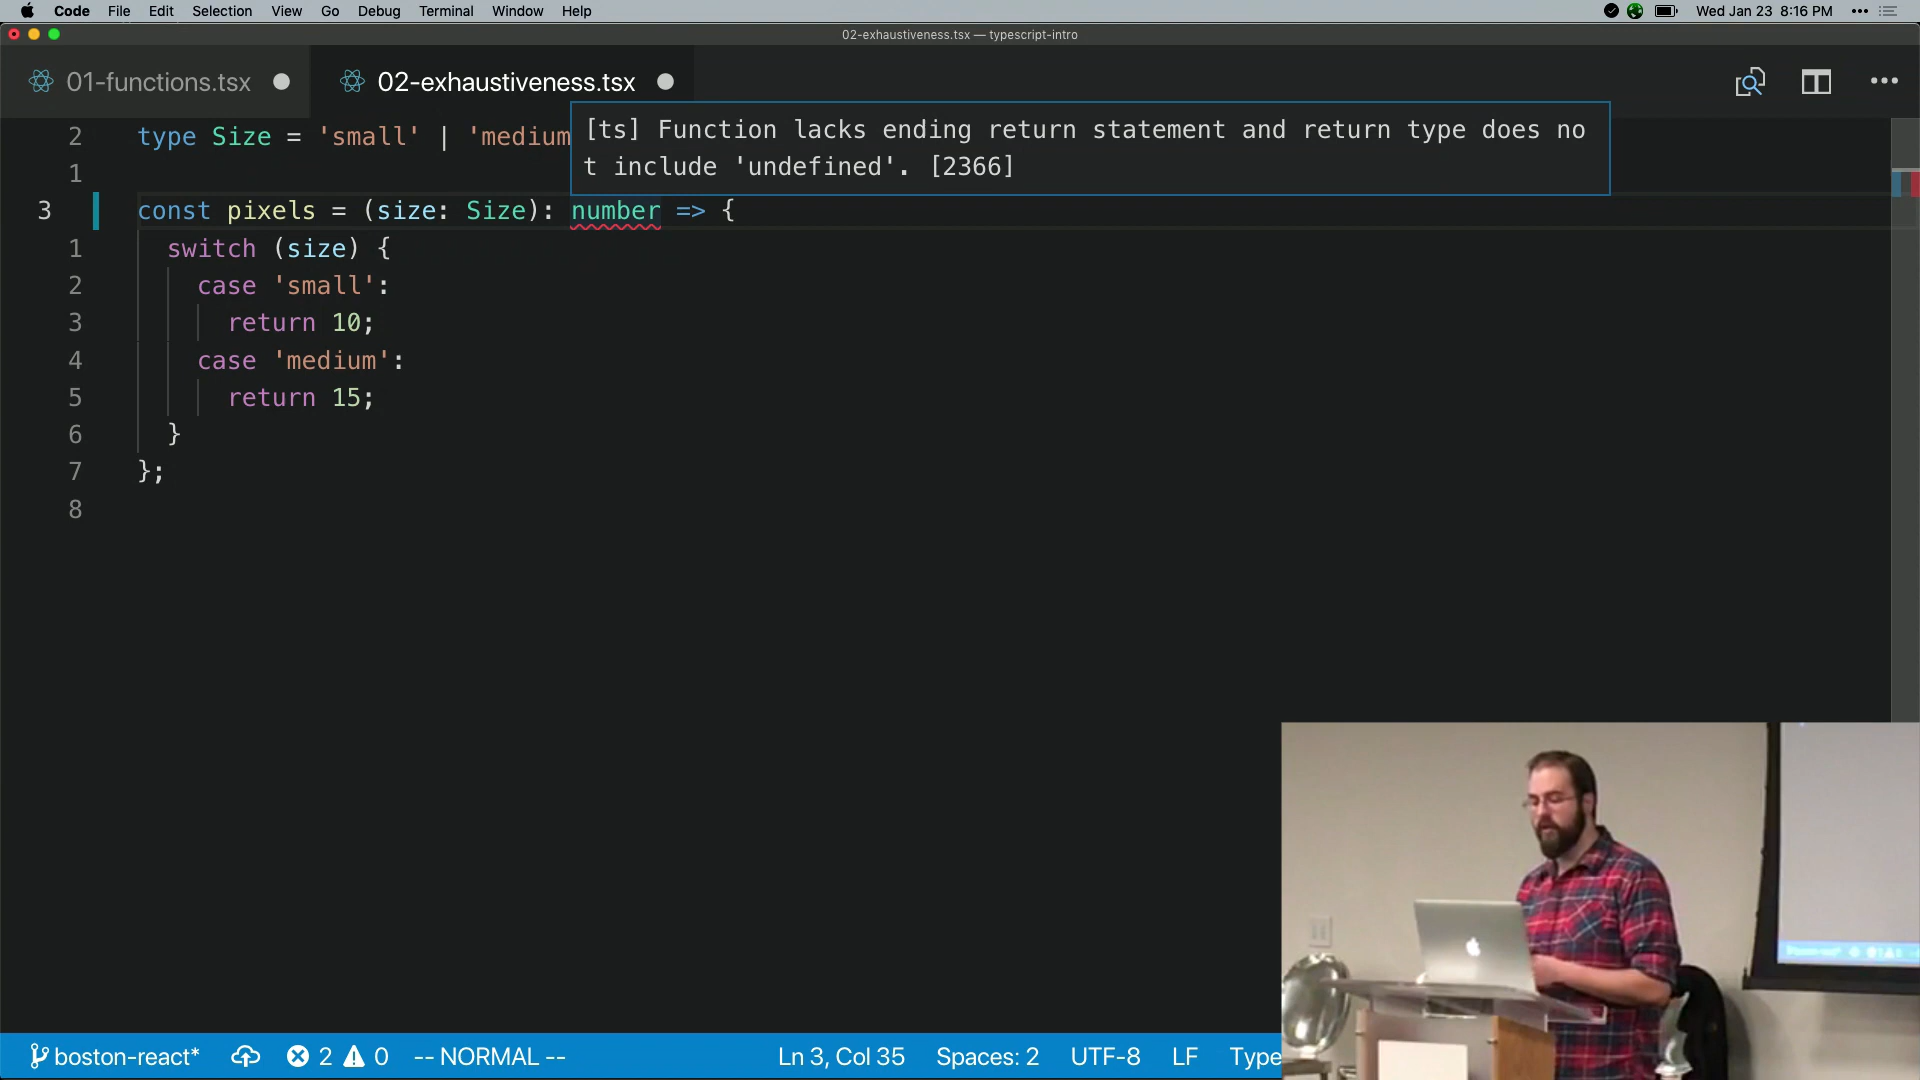 Code File Edit Selection View Go Debug Terminal Window Help Wed Jan 23 8:16 PM
02-exhaustiveness.tsx — typescript-intro
01-functions.tsx 02-exhaustiveness.tsx
[ts] Function lacks ending return statement and return type does no
t include 'undefined'. [2366]
2 type Size = 'small' | 'medium
1
3 const pixels = (size: Size): number => {
1 switch (size) {
2 case 'small':
3 return 10;
4 case 'medium':
5 return 15;
6 }
7 };
8
boston-react* 2 0 -- NORMAL -- Ln 3, Col 35 Spaces: 2 UTF-8 LF Type